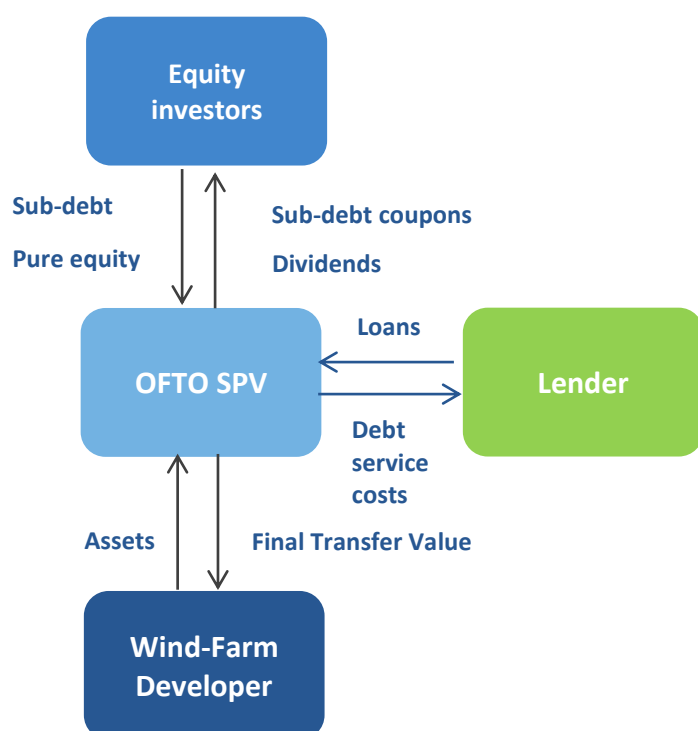 Equity
investors
Sub-debt
Pure equity
Sub-debt coupons
Dividends
Loans
OFTO SPV
Lender
Debt
service
costs
Assets
Final Transfer Value
Wind-Farm
Developer